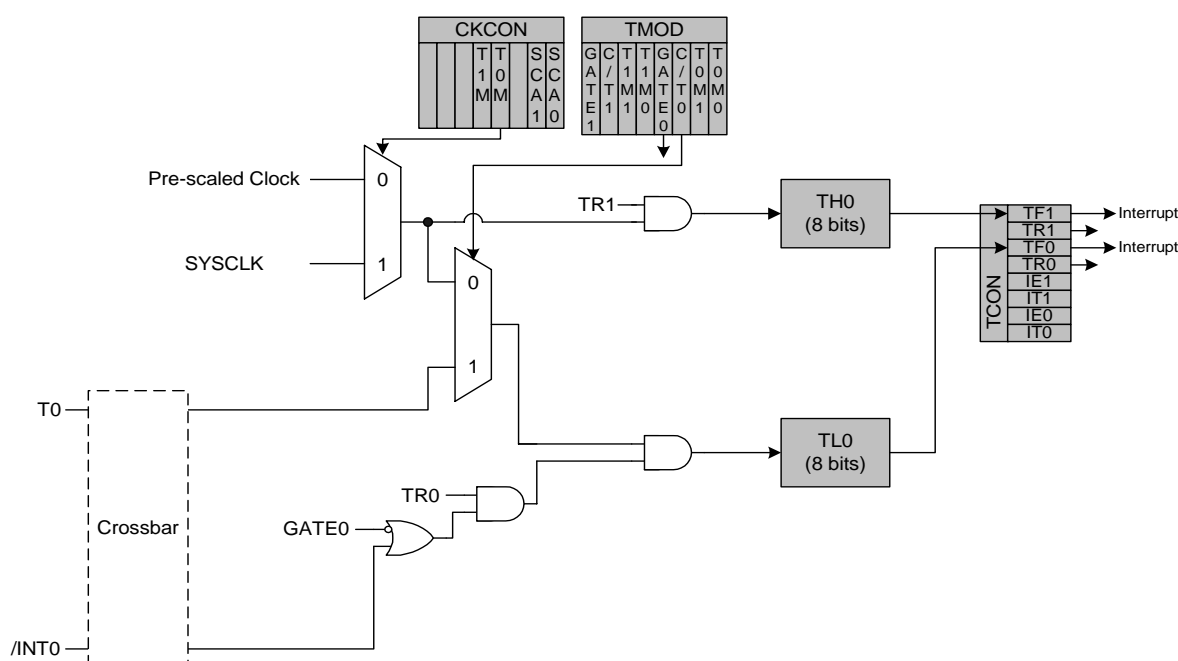 CKCON
TMOD
T1M
T0M
SCA1
SCA0
GATE1
C/T1
T1M1
T1M0
GATE0
C/T0
T0M1
T0M0
Pre-scaled Clock
0
SYSCLK
1
TR1
TH0
(8 bits)
TCON
TF1
TR1
TF0
TR0
IE1
IT1
IE0
IT0
Interrupt
Interrupt
0
1
T0
Crossbar
/INT0
TR0
GATE0
TL0
(8 bits)